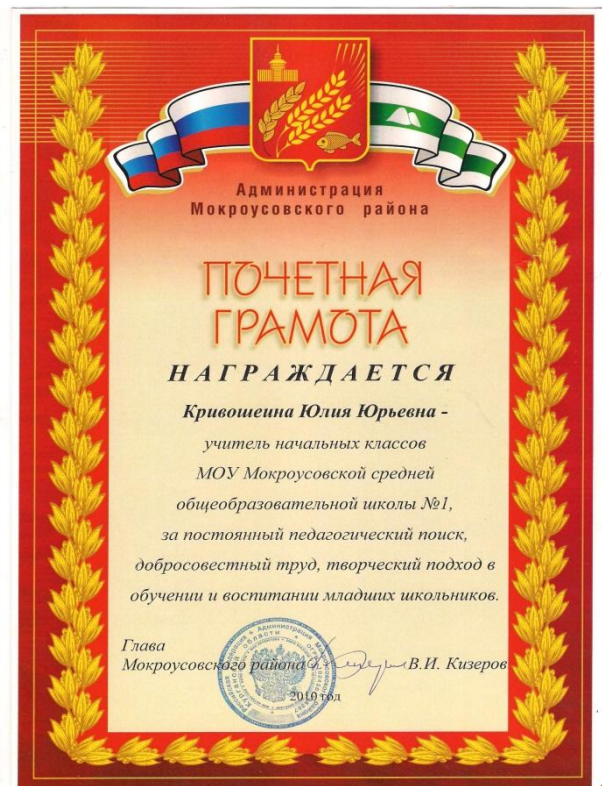 Администрация
Мокроусовского района
ПОЧЕТНАЯ
ГРАМОТА
НАГРАЖДАЕТСЯ
Кривошеина Юлия Юрьевна -
учитель начальных классов
МОУ Мокроусовской средней
общеобразовательной школы №1,
за постоянный педагогический поиск,
добросовестный труд, творческий подход в
обучении и воспитании младших школьников.
Глава
Мокроусовского района В.И. Кизеров
2010 год